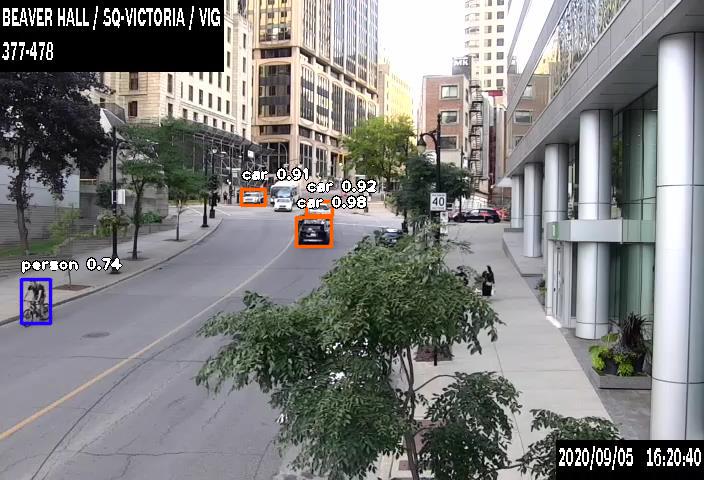 BEAVER HALL / SQ-VICTORIA / VIG
377-478
MK
car 0.91
car 0.92
car 0.98
40
person 0.74
2020/09/05 16:20:40